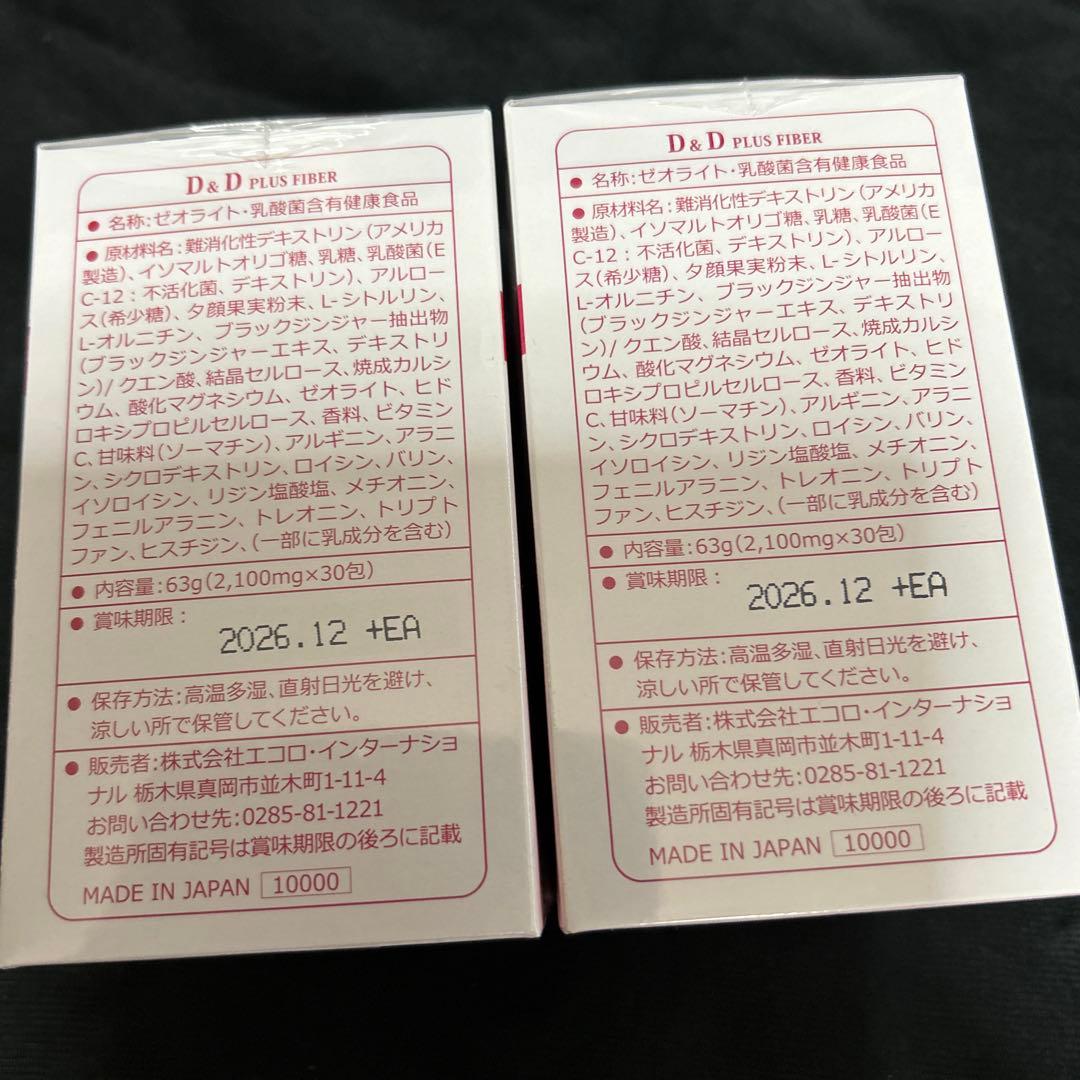 D & D PLUS FIBER
● 名称:ゼオライト・乳酸菌含有健康食品
● 原材料名:難消化性デキストリン(アメリカ
製造)、イソマルトオリゴ糖、乳糖、乳酸菌(E
C-12:不活化菌、デキストリン)、アルロー
ス(希少糖)、夕顔果実粉末、L-シトルリン、
L-オルニチン、ブラックジンジャー抽出物
(ブラックジンジャーエキス、デキストリ
ン)/クエン酸、結晶セルロース、焼成カルシ
ウム、酸化マグネシウム、ゼオライト、ヒド
ロキシプロピルセルロース、香料、ビタミン
C、甘味料(ソーマチン)、アルギニン、アラニ
ン、シクロデキストリン、ロイシン、バリン、
イソロイシン、リジン塩酸塩、メチオニン、
フェニルアラニン、トレオニン、トリプト
ファン、ヒスチジン、(一部に乳成分を含む)
● 内容量:63g(2,100mg×30包)
● 賞味期限:
2026.12 +EA
● 保存方法:高温多湿、直射日光を避け、
涼しい所で保管してください。
● 販売者:株式会社エコロ・インターナショ
ナル 栃木県真岡市並木町1-11-4
お問い合わせ先:0285-81-1221
製造所固有記号は賞味期限の後ろに記載
MADE IN JAPAN 10000
D & D PLUS FIBER
● 名称:ゼオライト・乳酸菌含有健康食品
● 原材料名:難消化性デキストリン(アメリカ
製造)、イソマルトオリゴ糖、乳糖、乳酸菌(E
C-12:不活化菌、デキストリン)、アルロー
ス(希少糖)、夕顔果実粉末、L-シトルリン、
L-オルニチン、ブラックジンジャー抽出物
(ブラックジンジャーエキス、デキストリ
ン)/クエン酸、結晶セルロース、焼成カルシ
ウム、酸化マグネシウム、ゼオライト、ヒド
ロキシプロピルセルロース、香料、ビタミン
C、甘味料(ソーマチン)、アルギニン、アラニ
ン、シクロデキストリン、ロイシン、バリン、
イソロイシン、リジン塩酸塩、メチオニン、
フェニルアラニン、トレオニン、トリプト
ファン、ヒスチジン、(一部に乳成分を含む)
● 内容量:63g(2,100mg×30包)
● 賞味期限:
2026.12 +EA
● 保存方法:高温多湿、直射日光を避け、
涼しい所で保管してください。
● 販売者:株式会社エコロ・インターナショ
ナル 栃木県真岡市並木町1-11-4
お問い合わせ先:0285-81-1221
製造所固有記号は賞味期限の後ろに記載
MADE IN JAPAN 10000